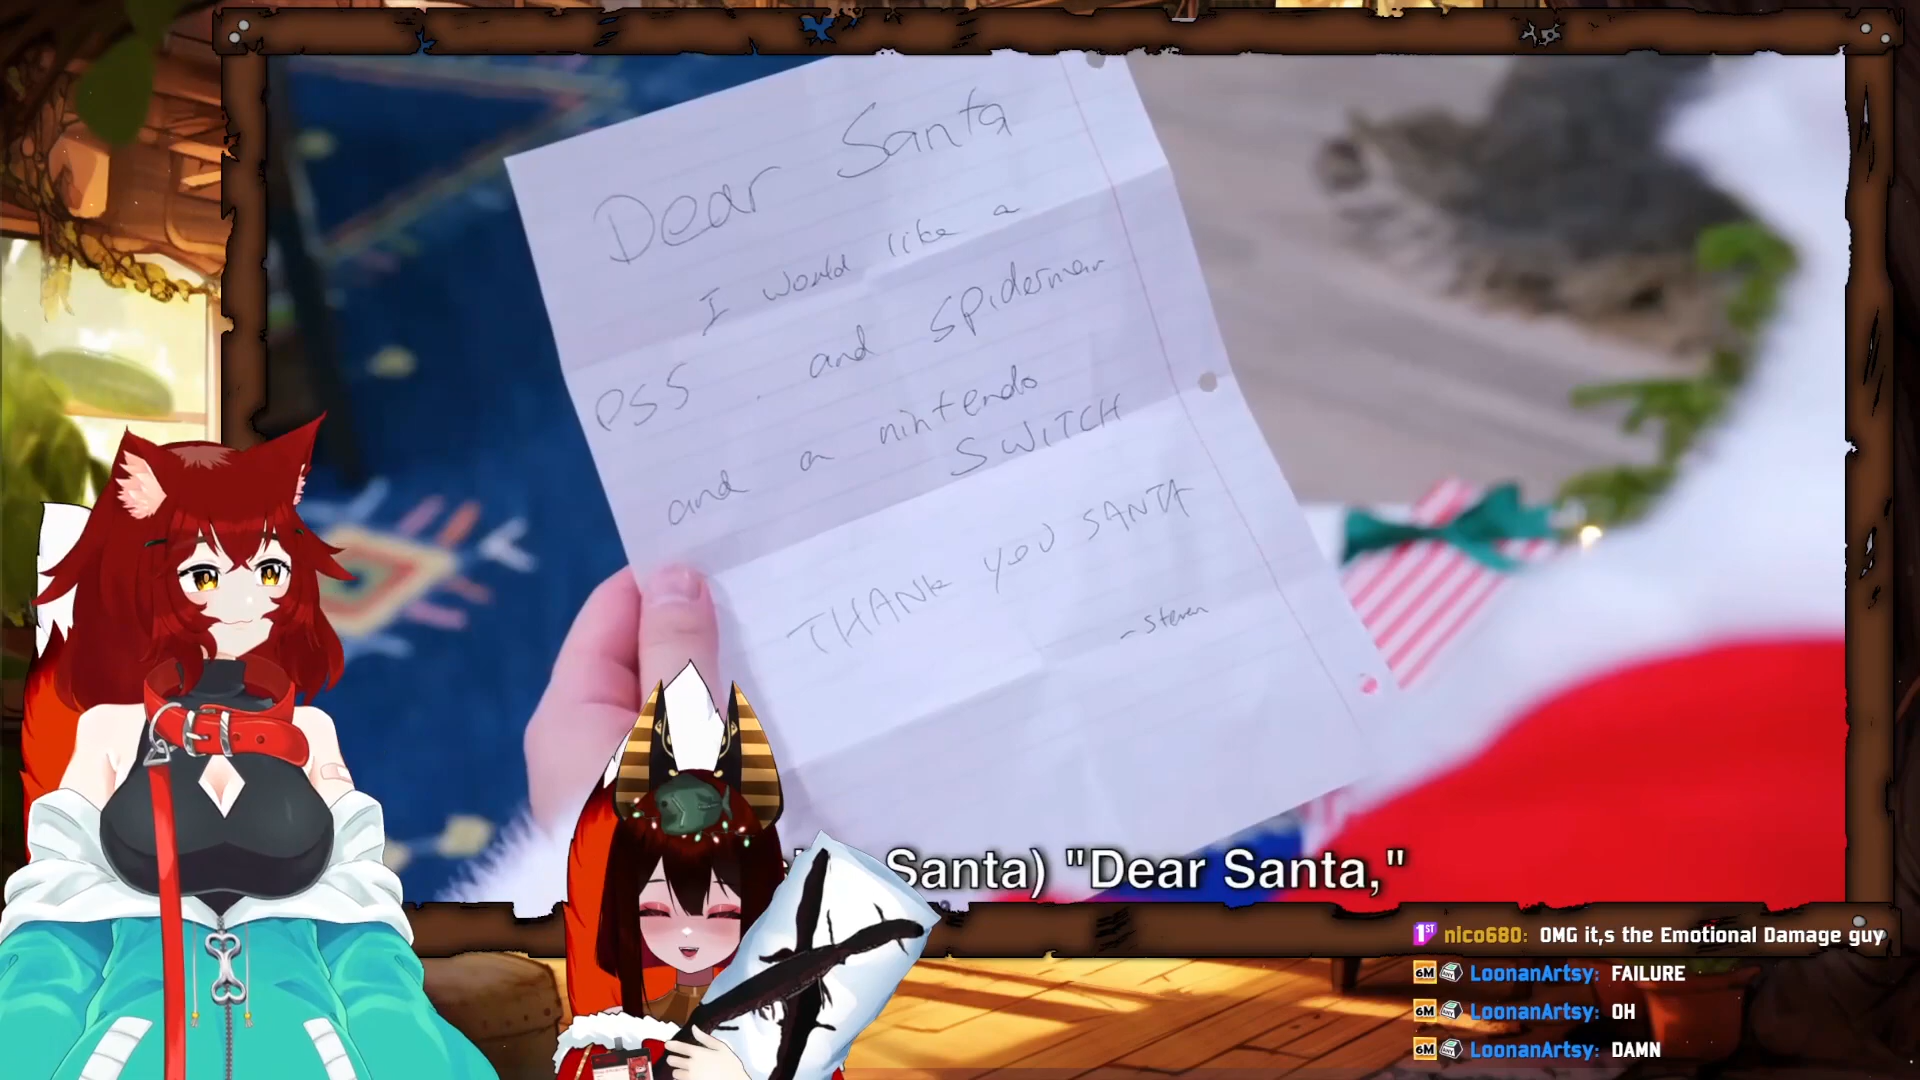 Dear Santa
I would like a
PS5 and spiderman
and a nintendo
SWITCH
THANK YOU SANTA
- Steven
Santa) "Dear Santa,"
1ST nico680: OMG it,s the Emotional Damage guy
6M LoonanArtsy: FAILURE
6M LoonanArtsy: OH
6M LoonanArtsy: DAMN